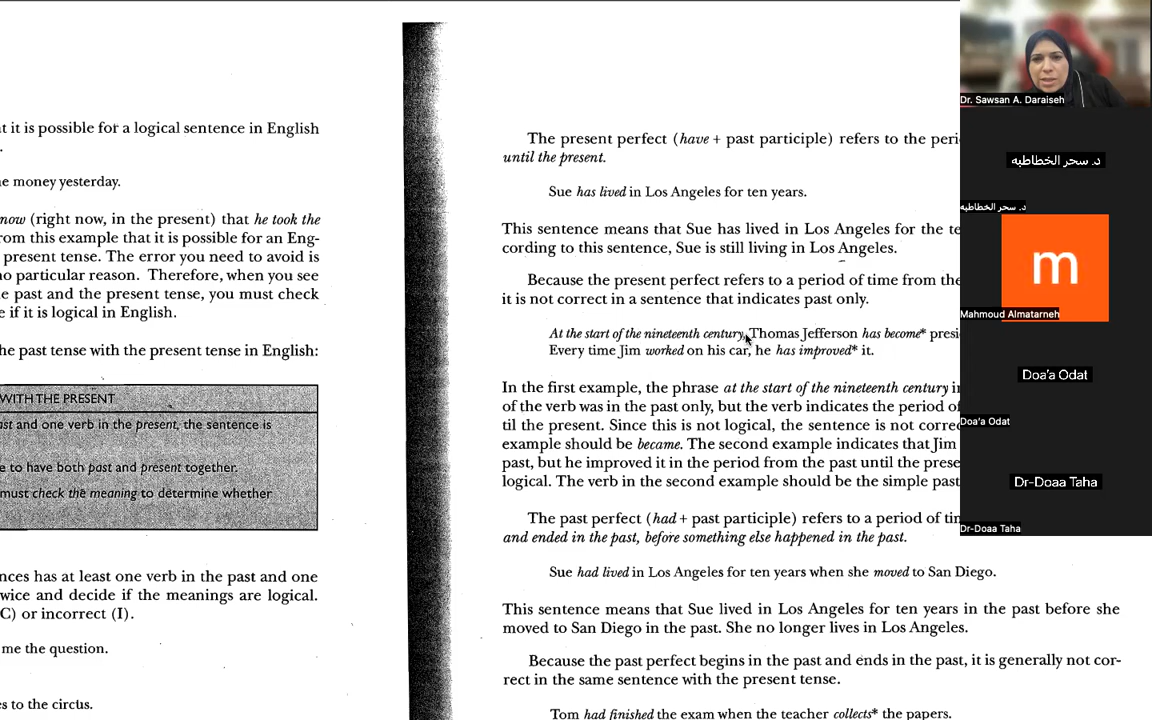 t it is possible for a logical sentence in English
.
e money yesterday.
now (right now, in the present) that he took the
rom this example that it is possible for an Eng-
present tense. The error you need to avoid is
no particular reason. Therefore, when you see
e past and the present tense, you must check
e if it is logical in English.
he past tense with the present tense in English:
WITH THE PRESENT
ast and one verb in the present, the sentence is
e to have both past and present together.
must check the meaning to determine whether
nces has at least one verb in the past and one
wice and decide if the meanings are logical.
C) or incorrect (I).
me the question.
es to the circus.
The present perfect (have + past participle) refers to the peri
until the present.
Sue has lived in Los Angeles for ten years.
This sentence means that Sue has lived in Los Angeles for the te
cording to this sentence, Sue is still living in Los Angeles.
Because the present perfect refers to a period of time from the
it is not correct in a sentence that indicates past only.
At the start of the nineteenth century, Thomas Jefferson has become* presi
Every time Jim worked on his car, he has improved* it.
In the first example, the phrase at the start of the nineteenth century in
of the verb was in the past only, but the verb indicates the period of
til the present. Since this is not logical, the sentence is not corre
example should be became. The second example indicates that Jim
past, but he improved it in the period from the past until the prese
logical. The verb in the second example should be the simple past
The past perfect (had + past participle) refers to a period of tim
and ended in the past, before something else happened in the past.
Sue had lived in Los Angeles for ten years when she moved to San Diego.
This sentence means that Sue lived in Los Angeles for ten years in the past before she
moved to San Diego in the past. She no longer lives in Los Angeles.
Because the past perfect begins in the past and ends in the past, it is generally not cor-
rect in the same sentence with the present tense.
Tom had finished the exam when the teacher collects* the papers.
Dr. Sawsan A. Daraiseh
د. سحر الخطاطبه
د. سحر الخطاطبه
m
Mahmoud Almatarneh
Doa'a Odat
Doa'a Odat
Dr-Doaa Taha
Dr-Doaa Taha